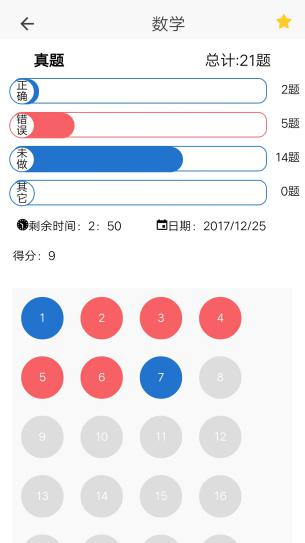 数学
真题 总计:21题
正确 2题
错误 5题
未做 14题
其它 0题
剩余时间：2：50 日期：2017/12/25
得分：9
1 2 3 4
5 6 7 8
9 10 11 12
13 14 15 16